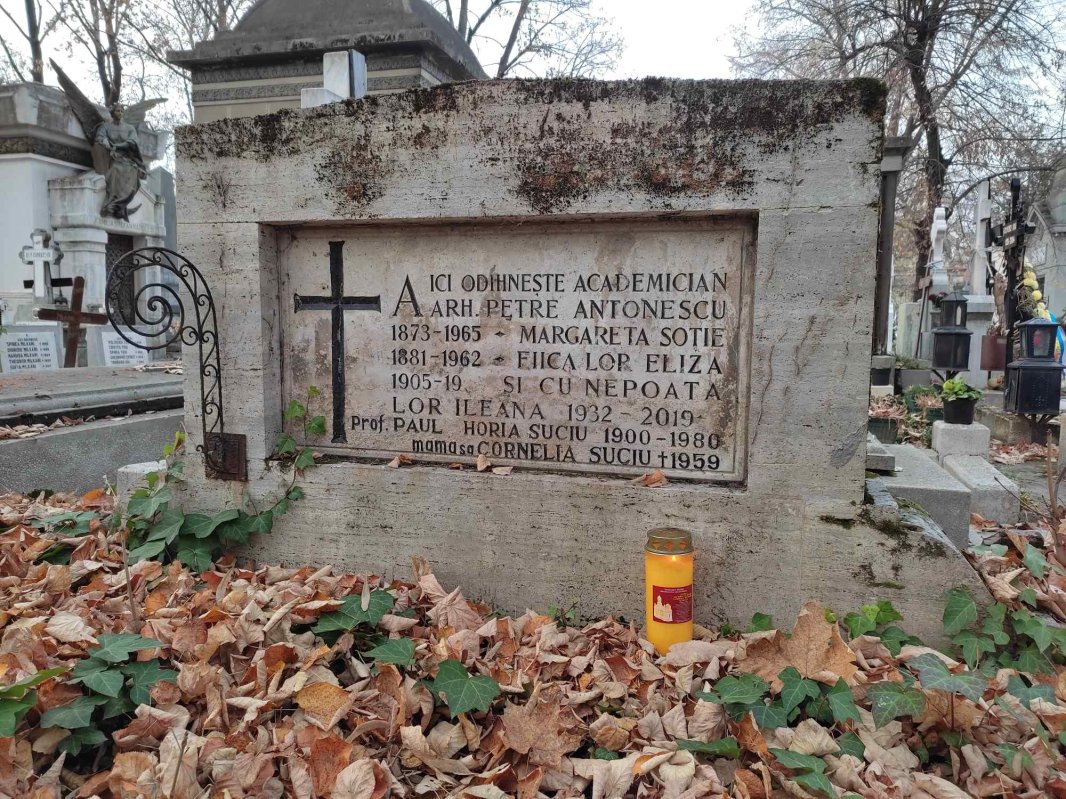 AICI ODIHNEȘTE ACADEMICIAN
ARH. PETRE ANTONESCU
1873-1965 - MARGARETA SOȚIE
1881-1962 - FIICA LOR ELIZA
1905-19   ȘI CU NEPOATA
LOR ILEANA 1932-2019
Prof. PAUL HORIA SUCIU 1900-1980
mama sa CORNELIA SUCIU †1959